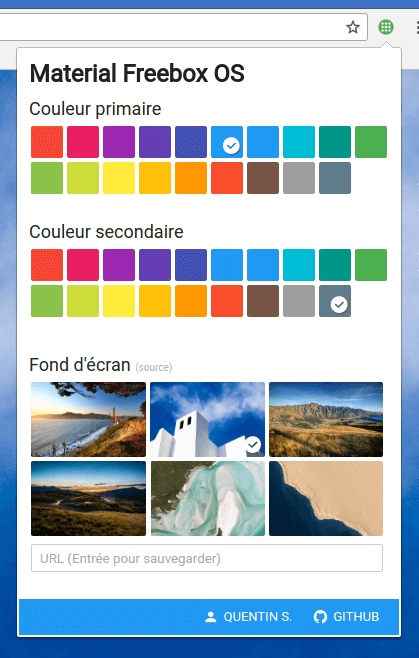 Material Freebox OS
Couleur primaire
Couleur secondaire
Fond d'écran (source)
URL (Entrée pour sauvegarder)
QUENTIN S. GITHUB